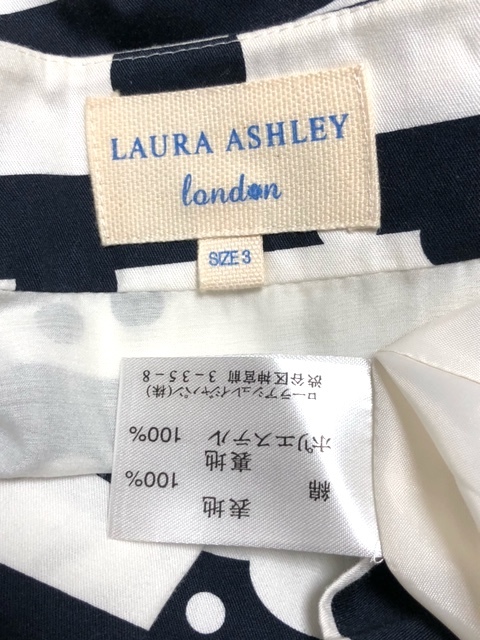 LAURA ASHLEY
london
SIZE 3
表地
綿 100%
裏地
ポリエステル 100%
ローラアシュレイジャパン(株)
渋谷区神宮前 3-35-8